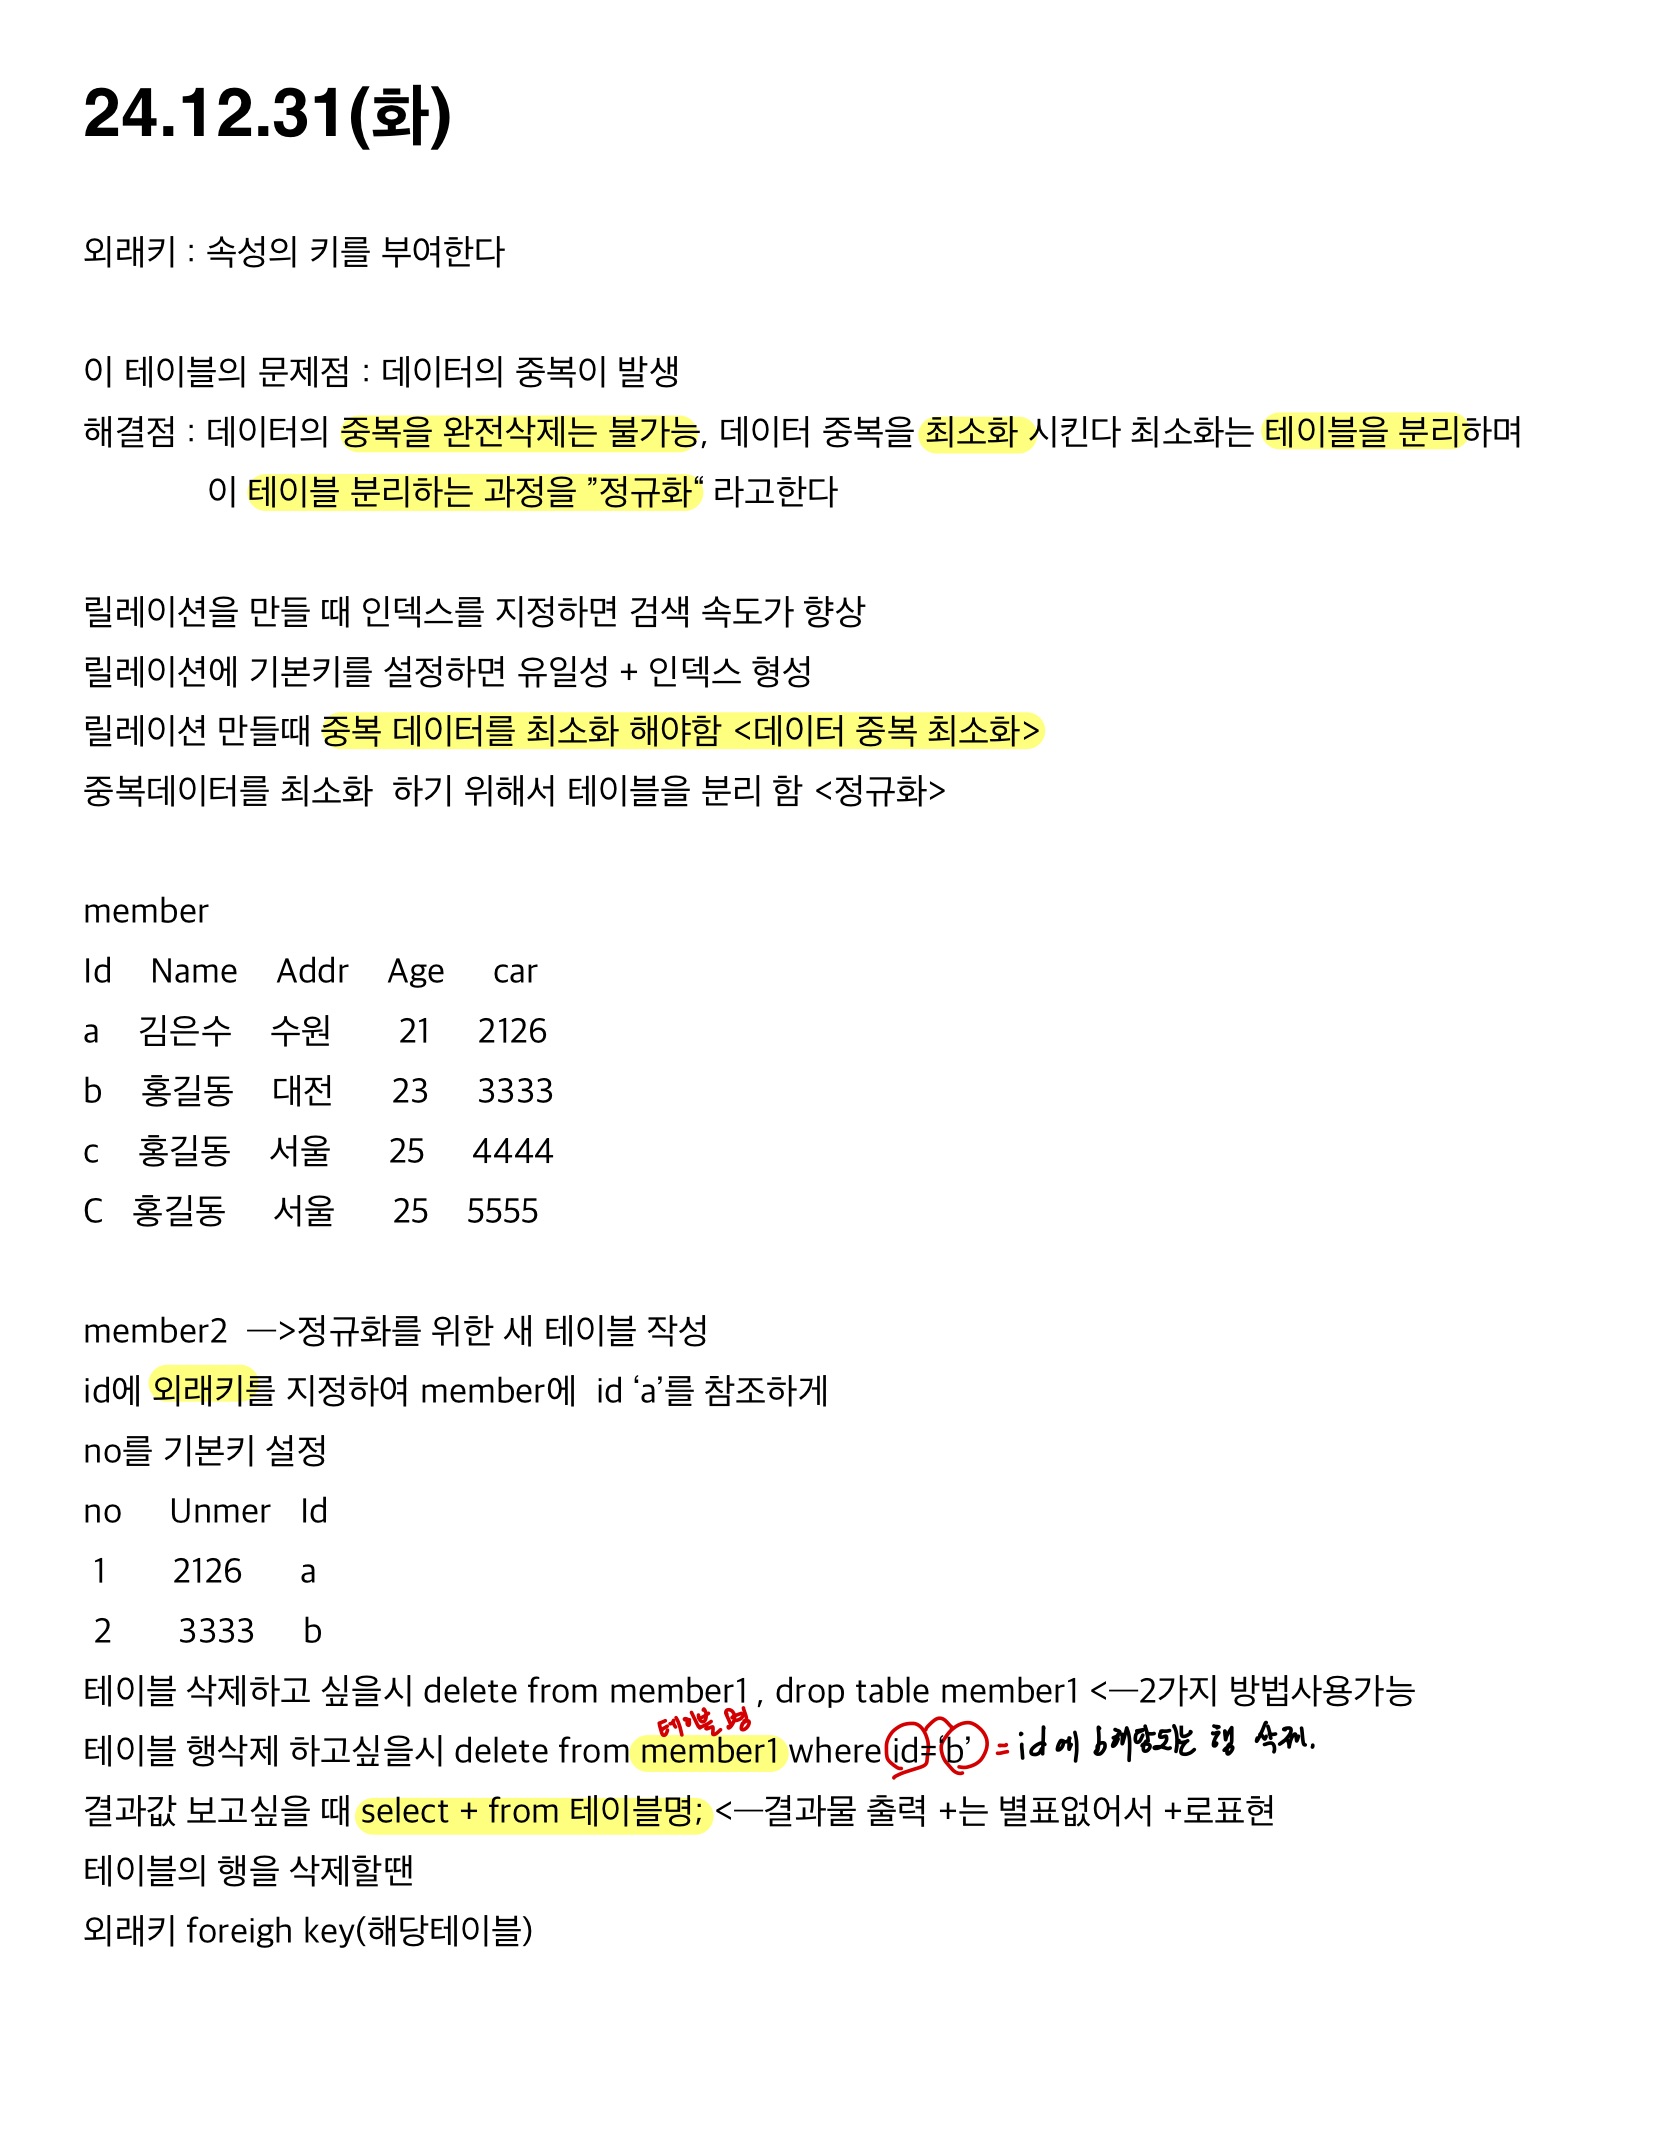 24.12.31(화)
외래키 : 속성의 키를 부여한다
이 테이블의 문제점 : 데이터의 중복이 발생
해결점 : 데이터의 중복을 완전삭제는 불가능, 데이터 중복을 최소화 시킨다 최소화는 테이블을 분리하며
이 테이블 분리하는 과정을 ”정규화“ 라고한다
릴레이션을 만들 때 인덱스를 지정하면 검색 속도가 향상
릴레이션에 기본키를 설정하면 유일성 + 인덱스 형성
릴레이션 만들때 중복 데이터를 최소화 해야함 <데이터 중복 최소화>
중복데이터를 최소화  하기 위해서 테이블을 분리 함 <정규화>
member
Id Name Addr Age car
a 김은수 수원 21 2126
b 홍길동 대전 23 3333
c 홍길동 서울 25 4444
C 홍길동 서울 25 5555
member2 —>정규화를 위한 새 테이블 작성
id에 외래키를 지정하여 member에  id ‘a’를 참조하게
no를 기본키 설정
no Unmer Id
1 2126 a
2 3333 b
테이블 삭제하고 싶을시 delete from member1 , drop table member1 <—2가지 방법사용가능
테이블 명
테이블 행삭제 하고싶을시 delete from member1 where id=‘b’ = id에 b해당되는 행 삭제.
결과값 보고싶을 때 select + from 테이블명; <—결과물 출력 +는 별표없어서 +로표현
테이블의 행을 삭제할땐
외래키 foreigh key(해당테이블)